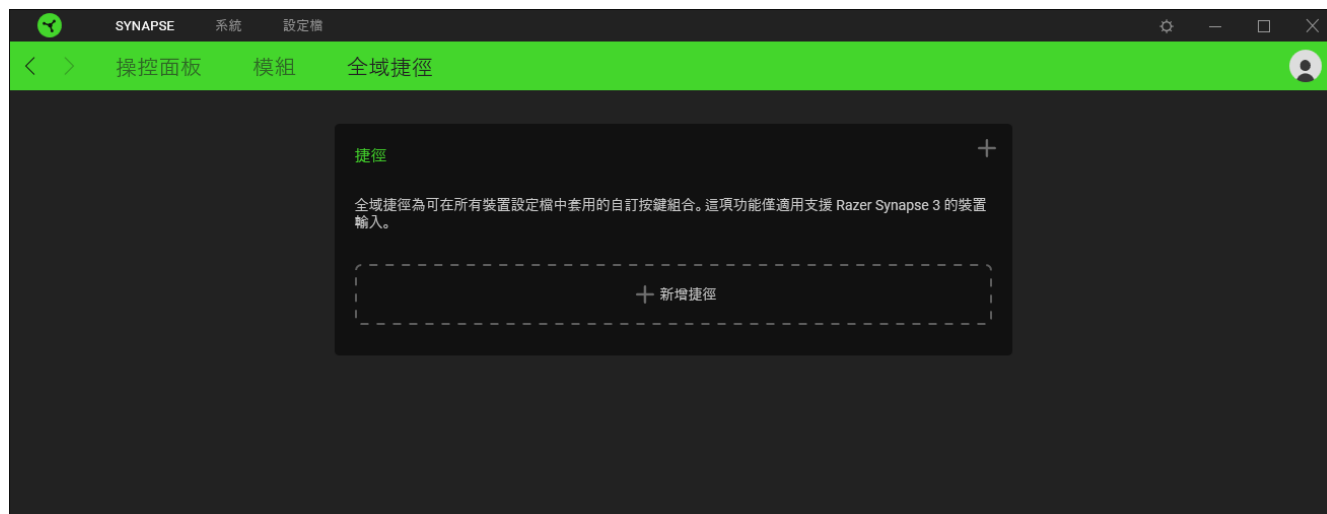 SYNAPSE 系統 設定檔
操控面板 模組 全域捷徑
捷徑
全域捷徑為可在所有裝置設定檔中套用的自訂按鍵組合。這項功能僅適用支援 Razer Synapse 3 的裝置
輸入。
新增捷徑